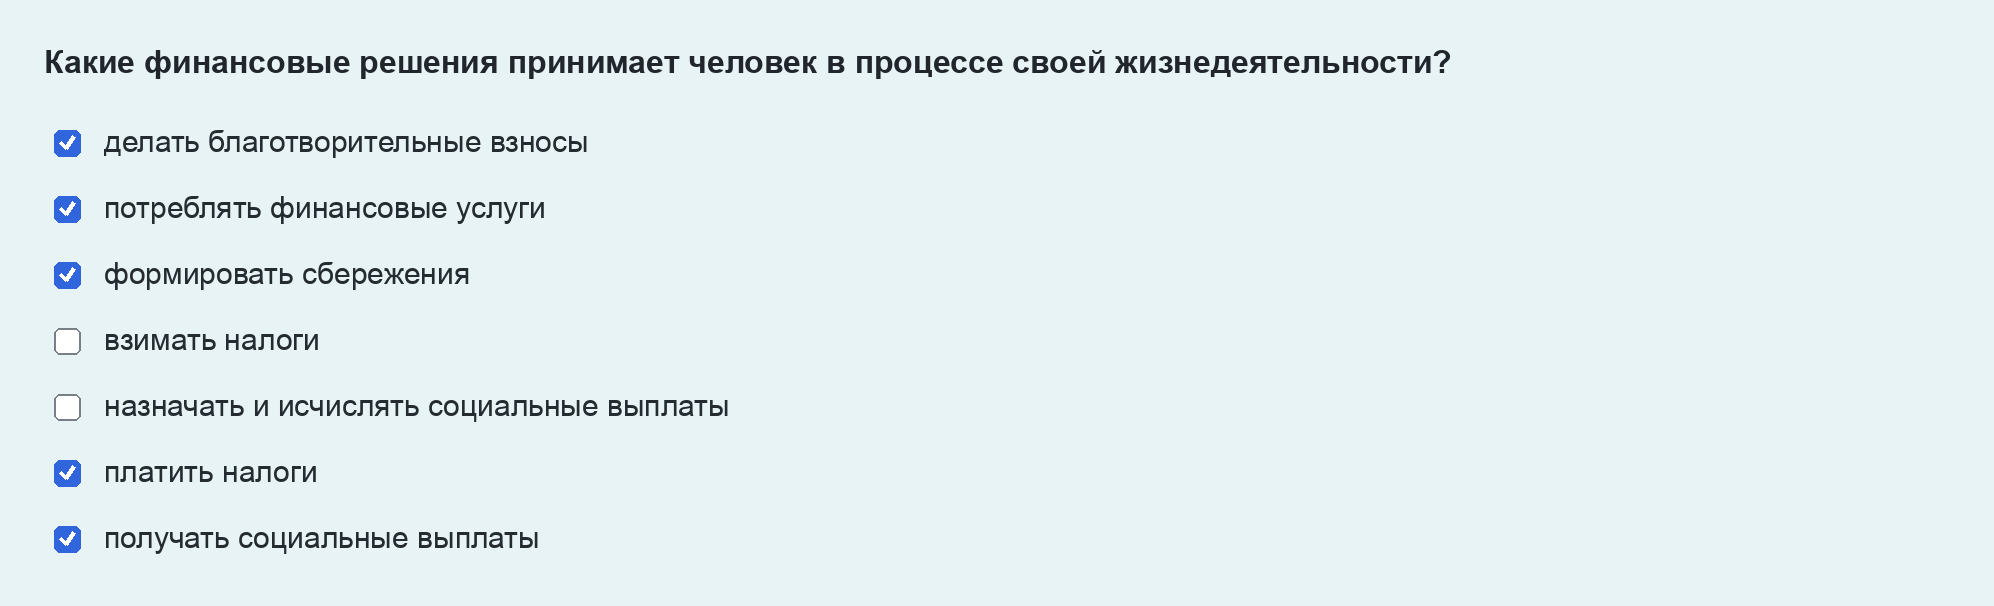 Какие финансовые решения принимает человек в процессе своей жизнедеятельности?
делать благотворительные взносы
потреблять финансовые услуги
формировать сбережения
взимать налоги
назначать и исчислять социальные выплаты
платить налоги
получать социальные выплаты